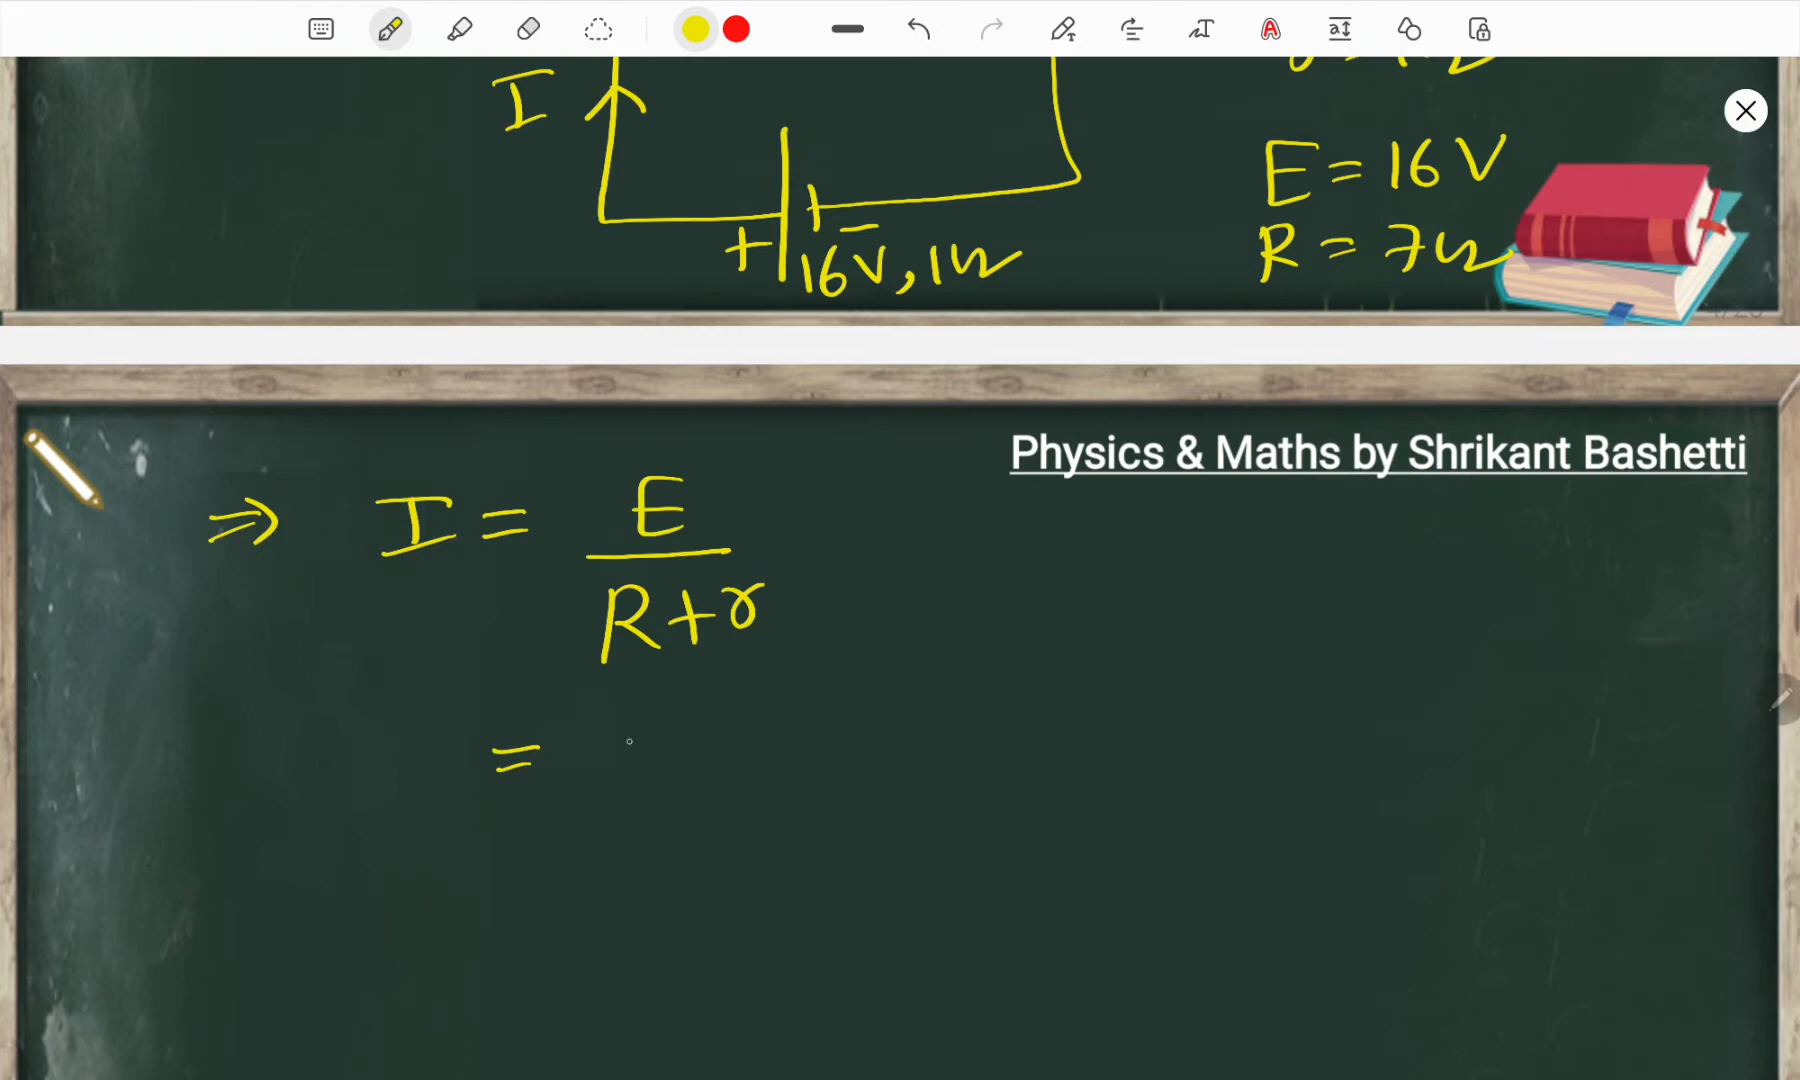 I
E = 16 V
R = 7Ω
+
−
16V, 1Ω
Physics & Maths by Shrikant Bashetti
⇒ I = E
R + r
=